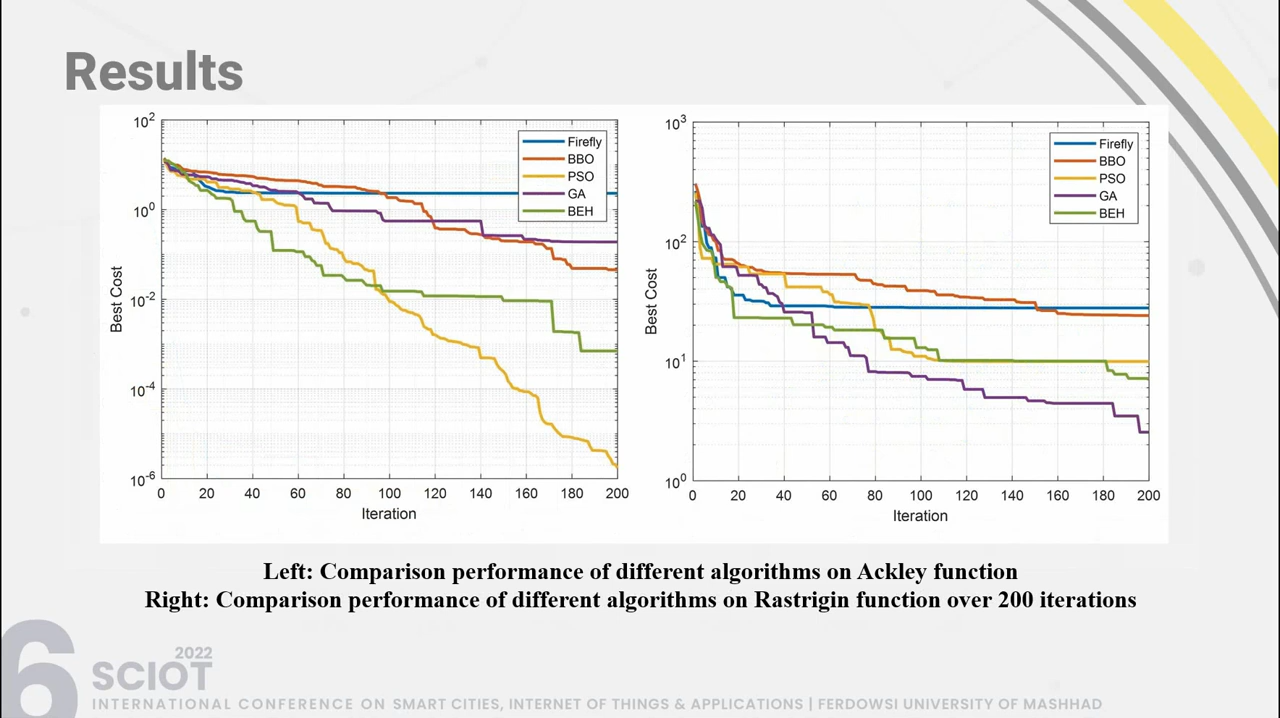 Results
10^2
10^0
10^-2
10^-4
10^-6
Best Cost
0 20 40 60 80 100 120 140 160 180 200
Iteration
Firefly
BBO
PSO
GA
BEH
10^3
10^2
10^1
10^0
Best Cost
0 20 40 60 80 100 120 140 160 180 200
Iteration
Firefly
BBO
PSO
GA
BEH
Left: Comparison performance of different algorithms on Ackley function
Right: Comparison performance of different algorithms on Rastrigin function over 200 iterations
6
2022
SCIOT
INTERNATIONAL CONFERENCE ON SMART CITIES, INTERNET OF THINGS & APPLICATIONS | FERDOWSI UNIVERSITY OF MASHHAD